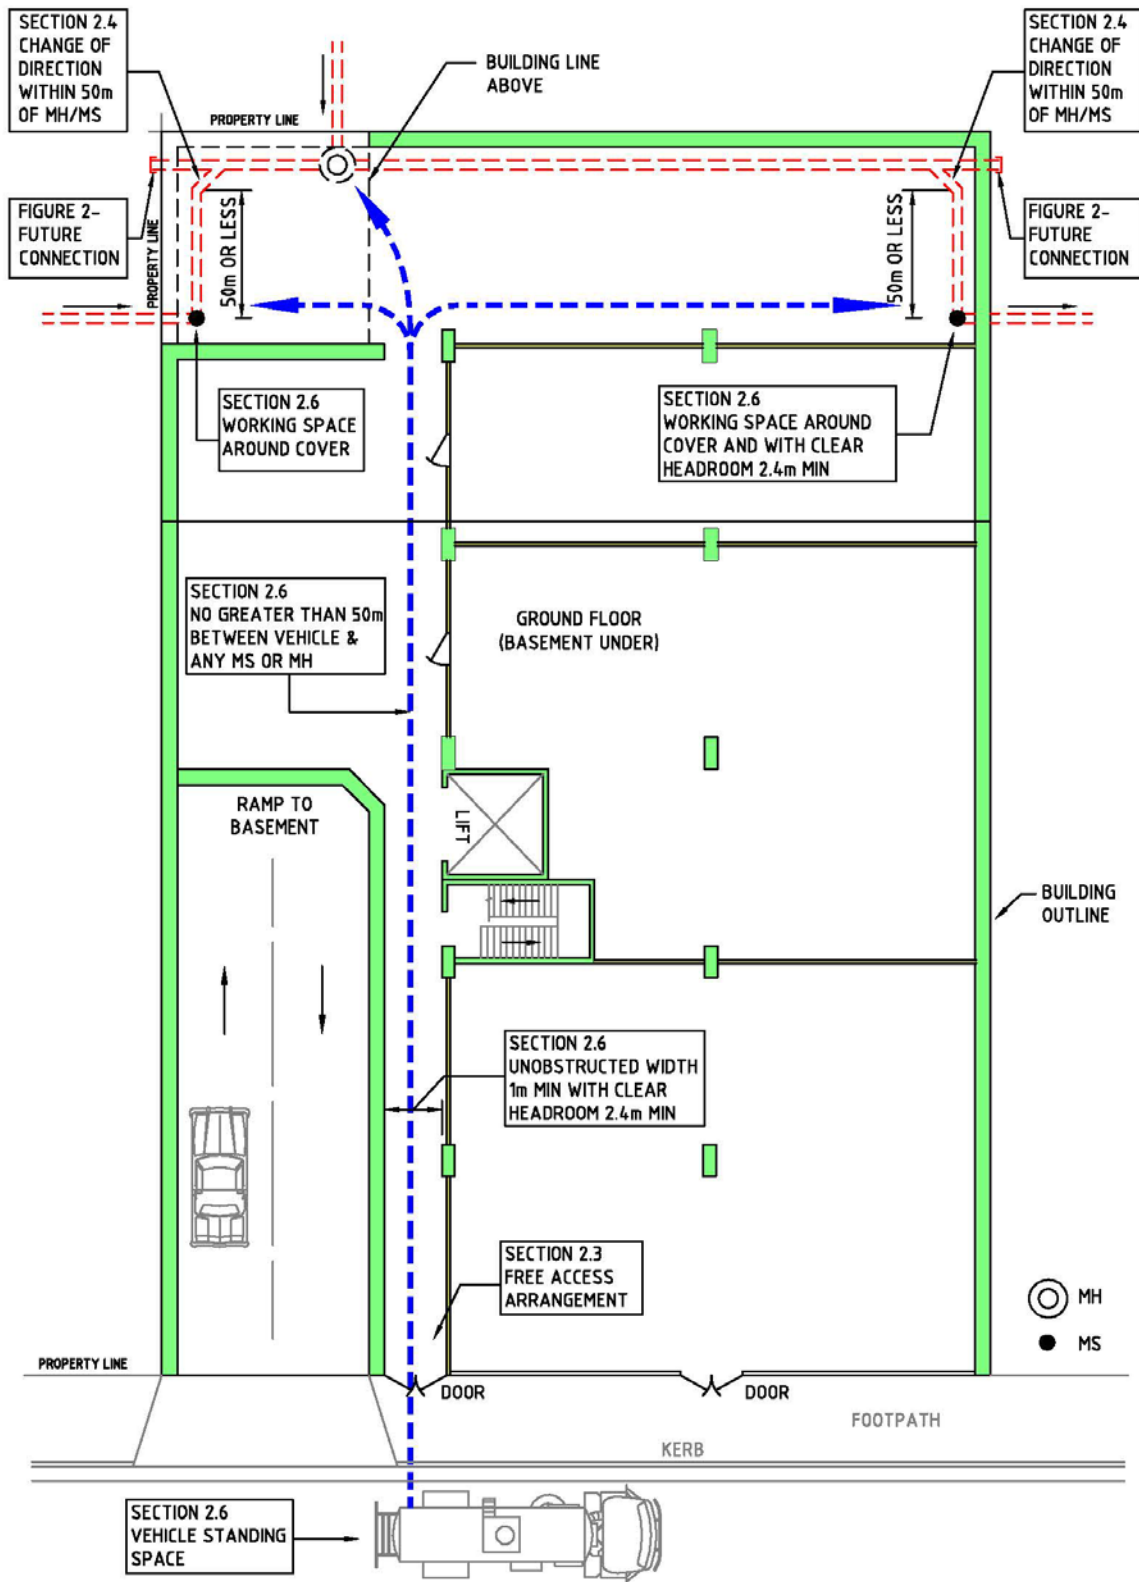 SECTION 2.4
CHANGE OF
DIRECTION
WITHIN 50m
OF MH/MS
BUILDING LINE
ABOVE
SECTION 2.4
CHANGE OF
DIRECTION
WITHIN 50m
OF MH/MS
PROPERTY LINE
FIGURE 2-
FUTURE
CONNECTION
PROPERTY LINE
50m OR LESS
50m OR LESS
FIGURE 2-
FUTURE
CONNECTION
SECTION 2.6
WORKING SPACE
AROUND COVER
SECTION 2.6
WORKING SPACE AROUND
COVER AND WITH CLEAR
HEADROOM 2.4m MIN
SECTION 2.6
NO GREATER THAN 50m
BETWEEN VEHICLE &
ANY MS OR MH
GROUND FLOOR
(BASEMENT UNDER)
RAMP TO
BASEMENT
LIFT
BUILDING
OUTLINE
SECTION 2.6
UNOBSTRUCTED WIDTH
1m MIN WITH CLEAR
HEADROOM 2.4m MIN
SECTION 2.3
FREE ACCESS
ARRANGEMENT
MH
MS
PROPERTY LINE
DOOR
DOOR
FOOTPATH
KERB
SECTION 2.6
VEHICLE STANDING
SPACE